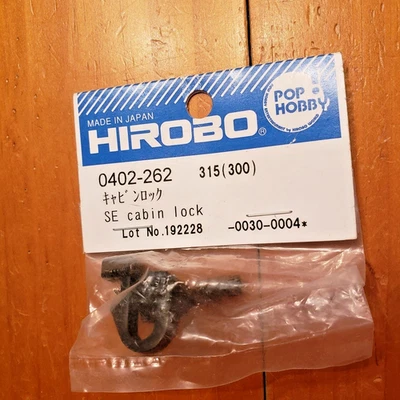 MADE IN JAPAN
HIROBO®
POP
HOBBY
0402-262 315(300)
ｷｬﾋﾞﾝﾛｯｸ
SE cabin lock
Lot No.192228 -0030-0004*